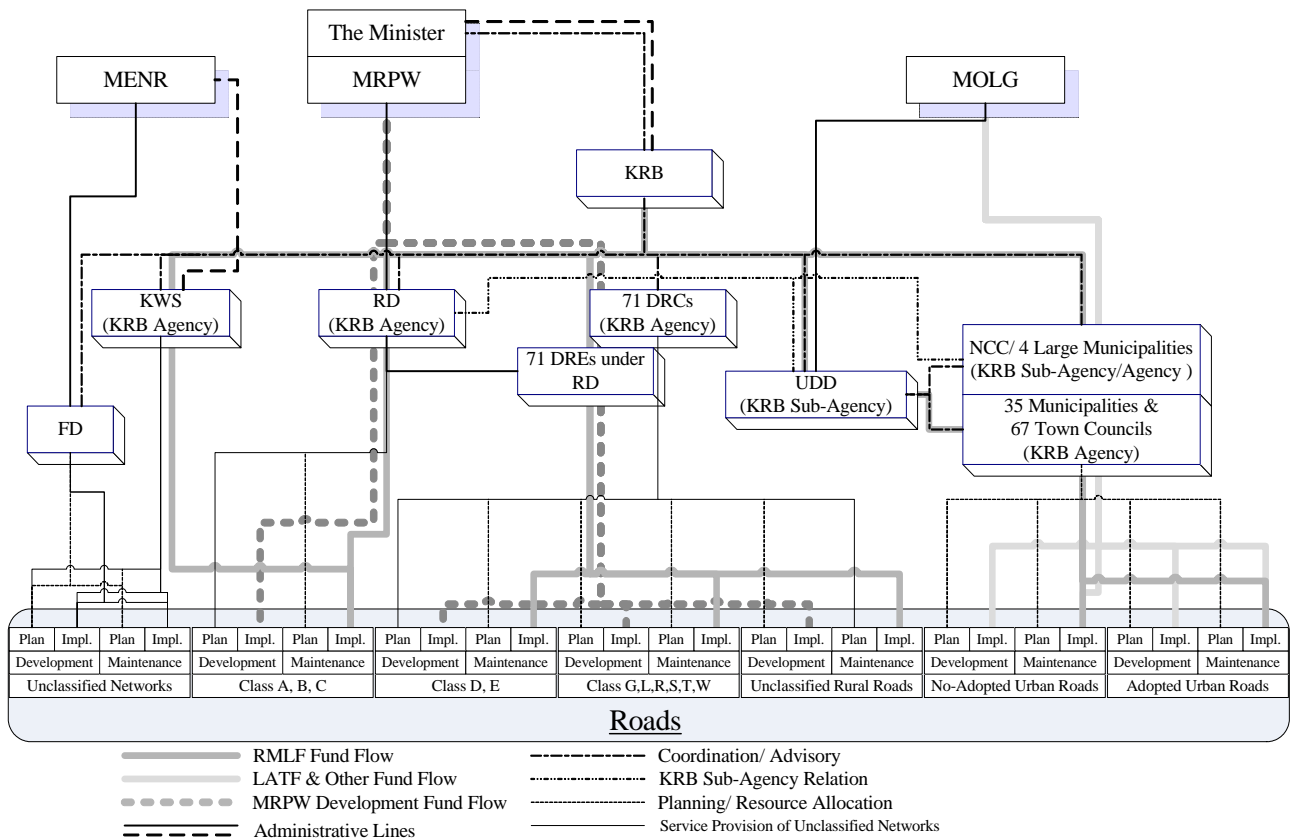 The Minister
MENR
MRPW
MOLG
KRB
KWS
(KRB Agency)
RD
(KRB Agency)
71 DRCs
(KRB Agency)
71 DREs under
RD
UDD
(KRB Sub-Agency)
NCC/ 4 Large Municipalities
(KRB Sub-Agency/Agency )
35 Municipalities &
67 Town Councils
(KRB Agency)
FD
Plan Impl. Plan Impl. Plan Impl. Plan Impl. Plan Impl. Plan Impl. Plan Impl. Plan Impl. Plan Impl. Plan Impl. Plan Impl. Plan Impl. Plan Impl. Plan Impl.
Development Maintenance Development Maintenance Development Maintenance Development Maintenance Development Maintenance Development Maintenance Development Maintenance
Unclassified Networks Class A, B, C Class D, E Class G,L,R,S,T,W Unclassified Rural Roads No-Adopted Urban Roads Adopted Urban Roads
Roads
RMLF Fund Flow
LATF & Other Fund Flow
MRPW Development Fund Flow
Administrative Lines
Coordination/ Advisory
KRB Sub-Agency Relation
Planning/ Resource Allocation
Service Provision of Unclassified Networks